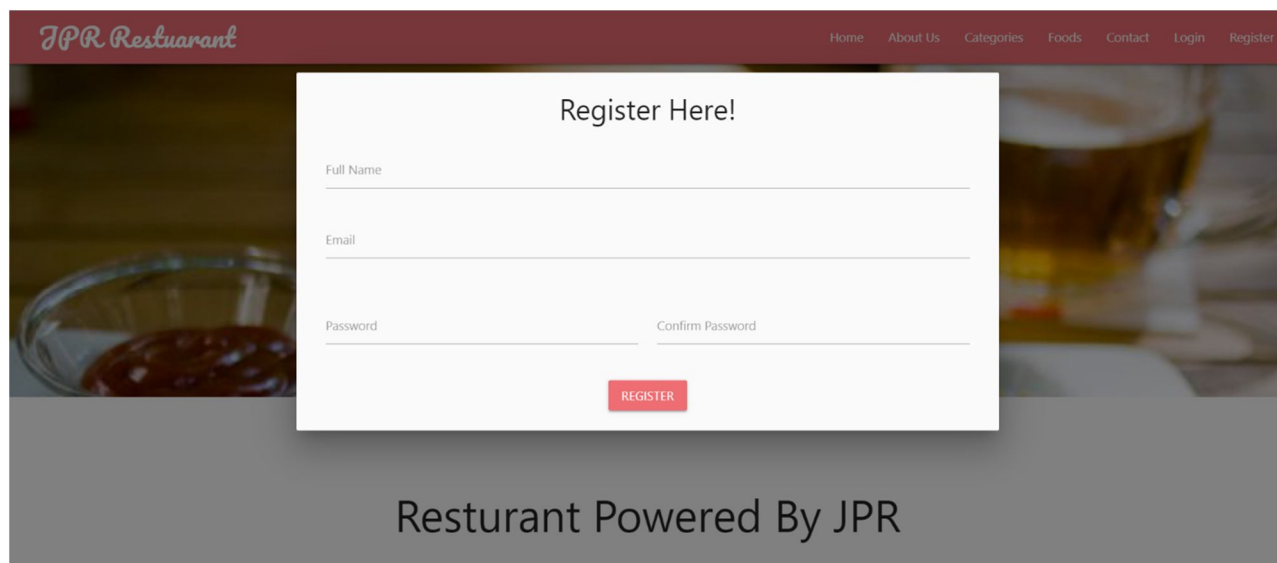 JPR Restuarant
Home About Us Categories Foods Contact Login Register
Register Here!
Full Name
Email
Password Confirm Password
REGISTER
Resturant Powered By JPR